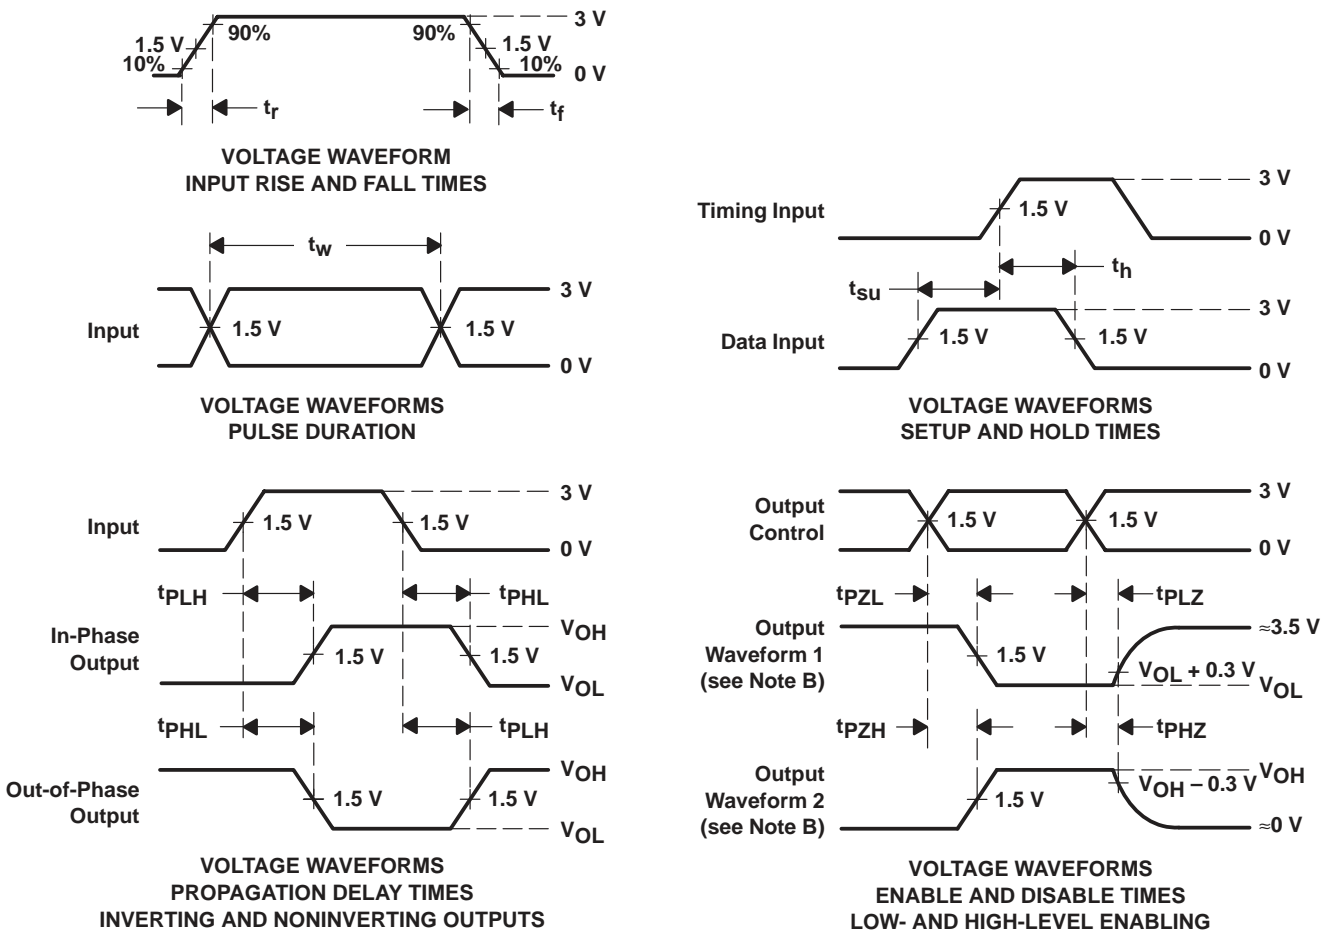 3 V
90%
90%
1.5 V
1.5 V
10%
10%
0 V
tr
tf
VOLTAGE WAVEFORM
INPUT RISE AND FALL TIMES
tw
3 V
Input
1.5 V
1.5 V
0 V
VOLTAGE WAVEFORMS
PULSE DURATION
3 V
Timing Input
1.5 V
0 V
th
tsu
3 V
Data Input
1.5 V
1.5 V
0 V
VOLTAGE WAVEFORMS
SETUP AND HOLD TIMES
3 V
Input
1.5 V
1.5 V
0 V
tPLH
tPHL
In-Phase
Output
VOH
1.5 V
1.5 V
VOL
tPHL
tPLH
Out-of-Phase
Output
VOH
1.5 V
1.5 V
VOL
VOLTAGE WAVEFORMS
PROPAGATION DELAY TIMES
INVERTING AND NONINVERTING OUTPUTS
3 V
Output
Control
1.5 V
1.5 V
0 V
tPZL
tPLZ
Output
Waveform 1
(see Note B)
≈3.5 V
1.5 V
VOL + 0.3 V
VOL
tPZH
tPHZ
Output
Waveform 2
(see Note B)
VOH
1.5 V
VOH – 0.3 V
≈0 V
VOLTAGE WAVEFORMS
ENABLE AND DISABLE TIMES
LOW- AND HIGH-LEVEL ENABLING